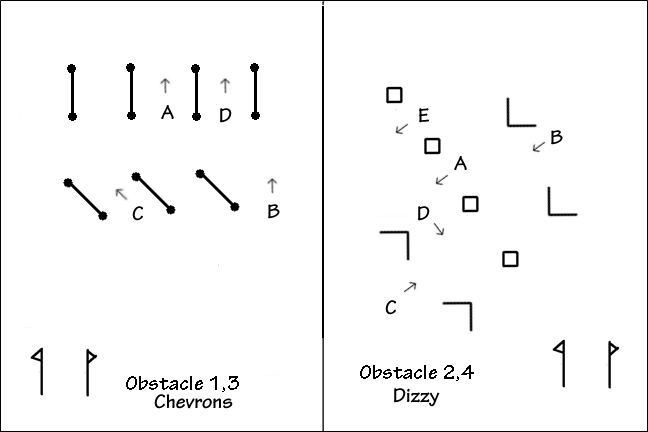 A D
C B
Obstacle 1,3
Chevrons
E
B
A
D
C
Obstacle 2,4
Dizzy